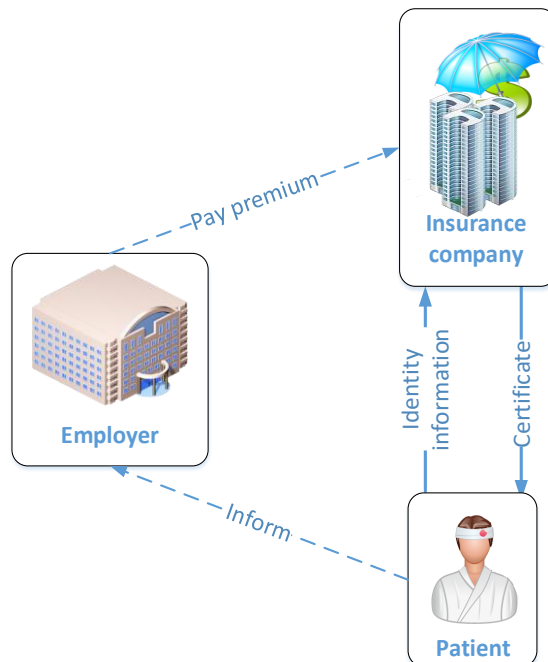 Insurance
company
Pay premium
Employer
Identity
information
Certificate
Inform
Patient